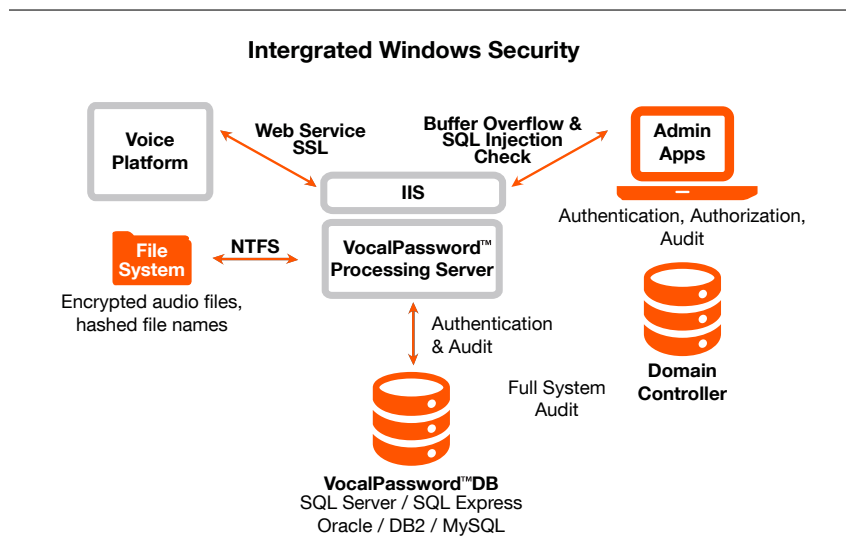 Intergrated Windows Security
Voice
Platform
Web Service
SSL
Buffer Overflow &
SQL Injection
Check
Admin
Apps
IIS
Authentication, Authorization,
Audit
File
System
NTFS
VocalPassword™
Processing Server
Encrypted audio files,
hashed file names
Authentication
& Audit
Domain
Controller
Full System
Audit
VocalPassword™DB
SQL Server / SQL Express
Oracle / DB2 / MySQL